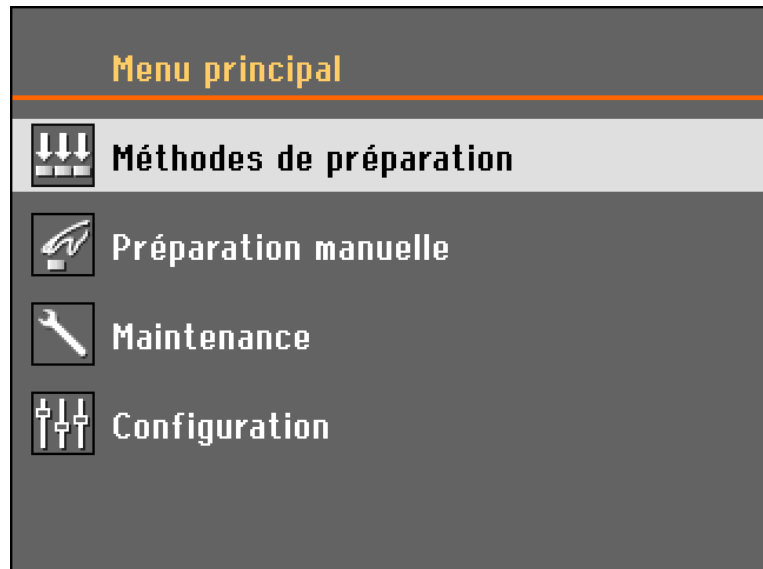 Menu principal
Méthodes de préparation
Préparation manuelle
Maintenance
Configuration